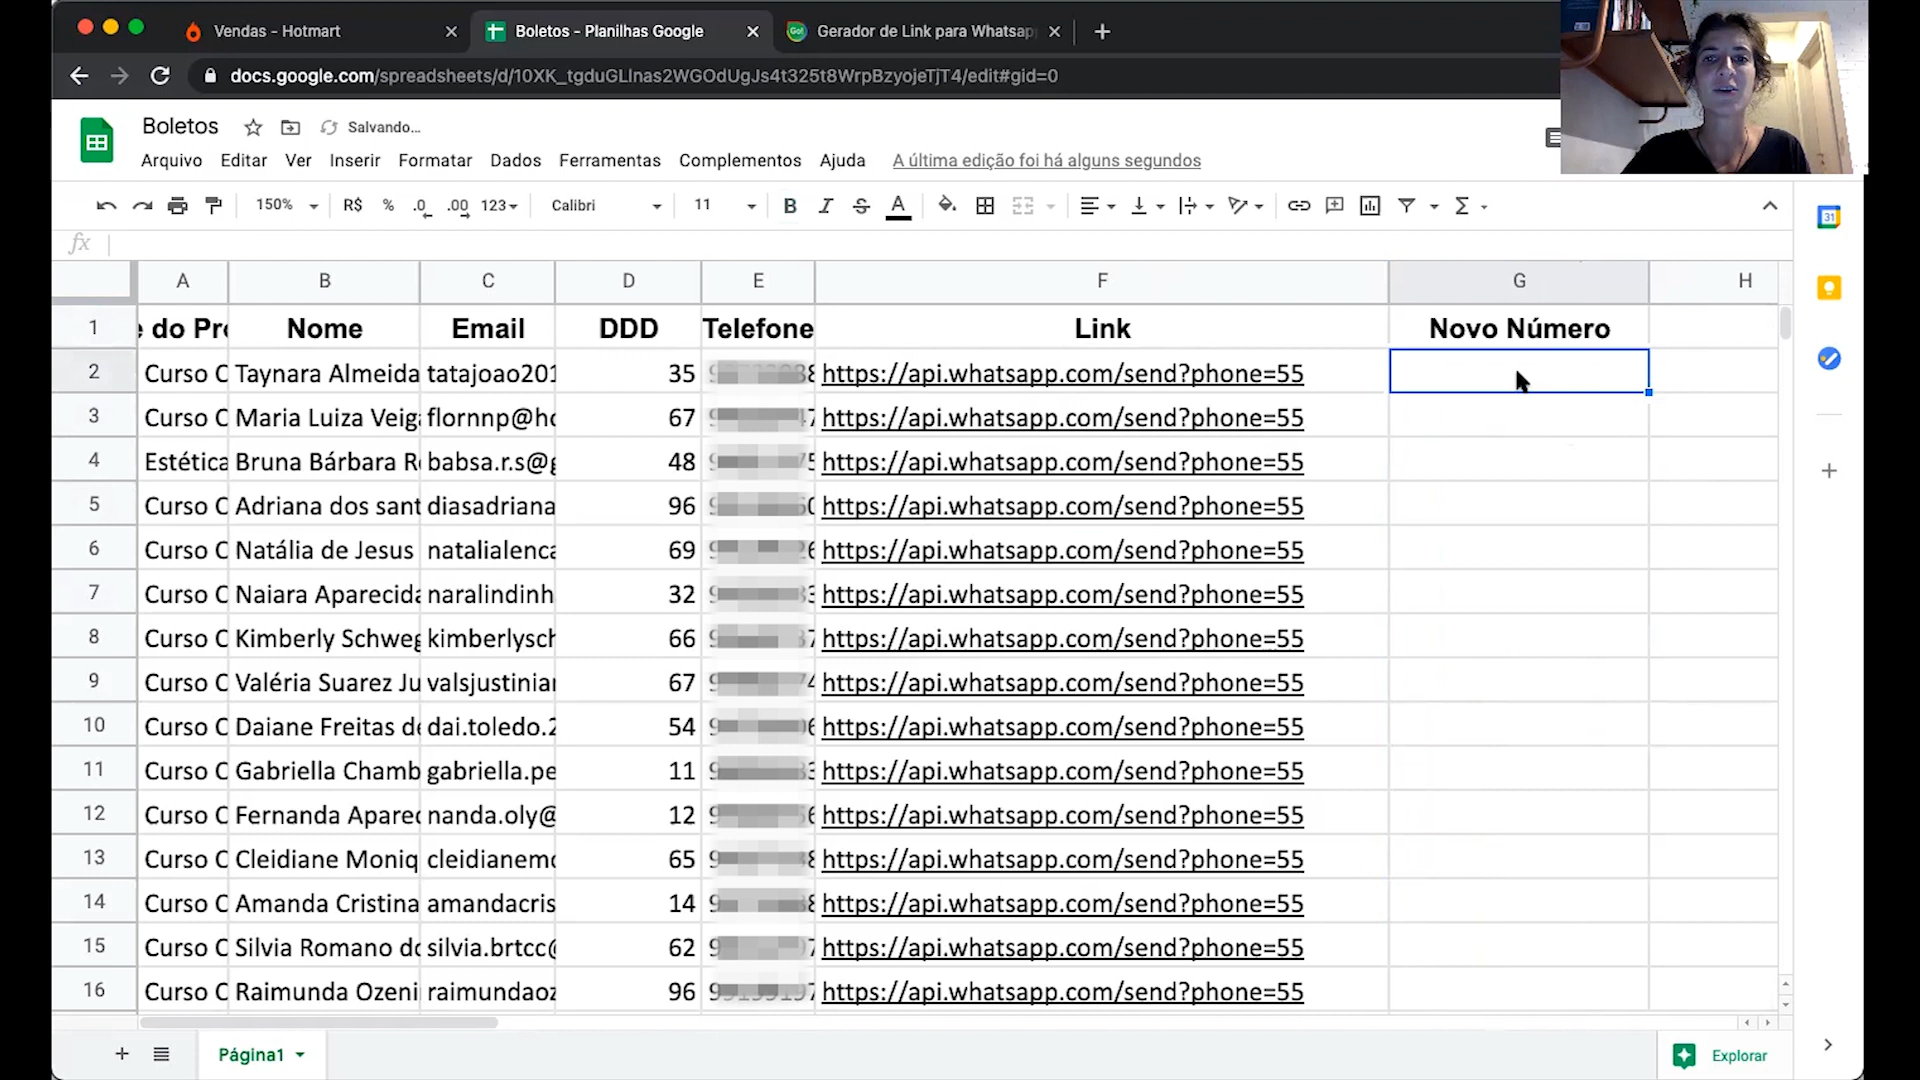 Vendas - Hotmart
Boletos - Planilhas Google
Gerador de Link para Whatsap
docs.google.com/spreadsheets/d/10XK_tgduGLlnas2WGOdUgJs4t325t8WrpBzyojeTjT4/edit#gid=0
Boletos
Salvando...
Arquivo Editar Ver Inserir Formatar Dados Ferramentas Complementos Ajuda A última edição foi há alguns segundos
150% R$ % .0 .00 123 Calibri 11 B I S A
fx
A B C D E F G H
1 do Nome Email DDD Telefone Link Novo Número
2 Curso C Taynara Almeida tatajoao201 35 https://api.whatsapp.com/send?phone=55
3 Curso C Maria Luiza Veiga flornnp@ho 67 https://api.whatsapp.com/send?phone=55
4 Estética Bruna Bárbara babsa.r.s@g 48 https://api.whatsapp.com/send?phone=55
5 Curso C Adriana dos sant diasadriana 96 https://api.whatsapp.com/send?phone=55
6 Curso C Natália de Jesus natalialenca 69 https://api.whatsapp.com/send?phone=55
7 Curso C Naiara Aparecida naralindinh 32 https://api.whatsapp.com/send?phone=55
8 Curso C Kimberly Schweg kimberlysch 66 https://api.whatsapp.com/send?phone=55
9 Curso C Valéria Suarez Ju valsjustinia 67 https://api.whatsapp.com/send?phone=55
10 Curso C Daiane Freitas de dai.toledo.2 54 https://api.whatsapp.com/send?phone=55
11 Curso C Gabriella Chamb gabriella.pe 11 https://api.whatsapp.com/send?phone=55
12 Curso C Fernanda Aparec nanda.oly@ 12 https://api.whatsapp.com/send?phone=55
13 Curso C Cleidiane Moniq cleidianemo 65 https://api.whatsapp.com/send?phone=55
14 Curso C Amanda Cristina amandacris 14 https://api.whatsapp.com/send?phone=55
15 Curso C Silvia Romano do silvia.brtcc@ 62 https://api.whatsapp.com/send?phone=55
16 Curso C Raimunda Ozeni raimundaoz 96 https://api.whatsapp.com/send?phone=55
Página1
Explorar